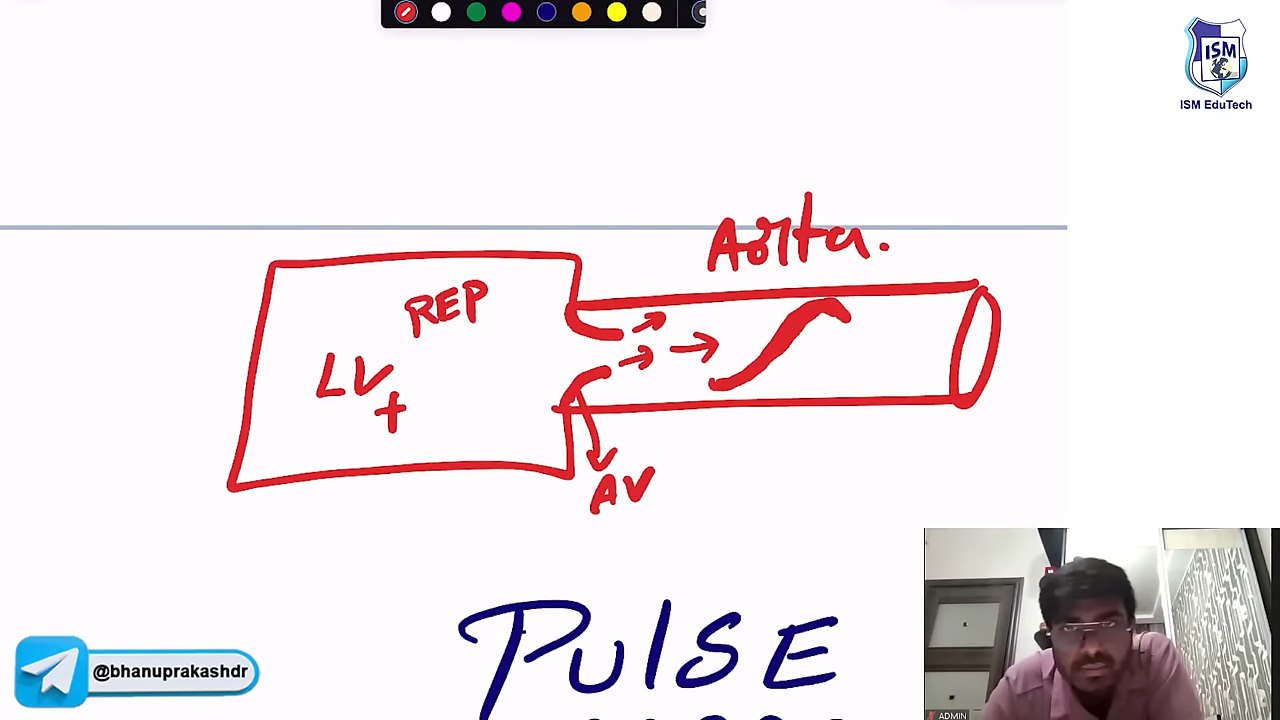 ISM
ISM EduTech
Aorta.
REP
LV
+
AV
PULSE
@bhanuprakashdr
ADMIN